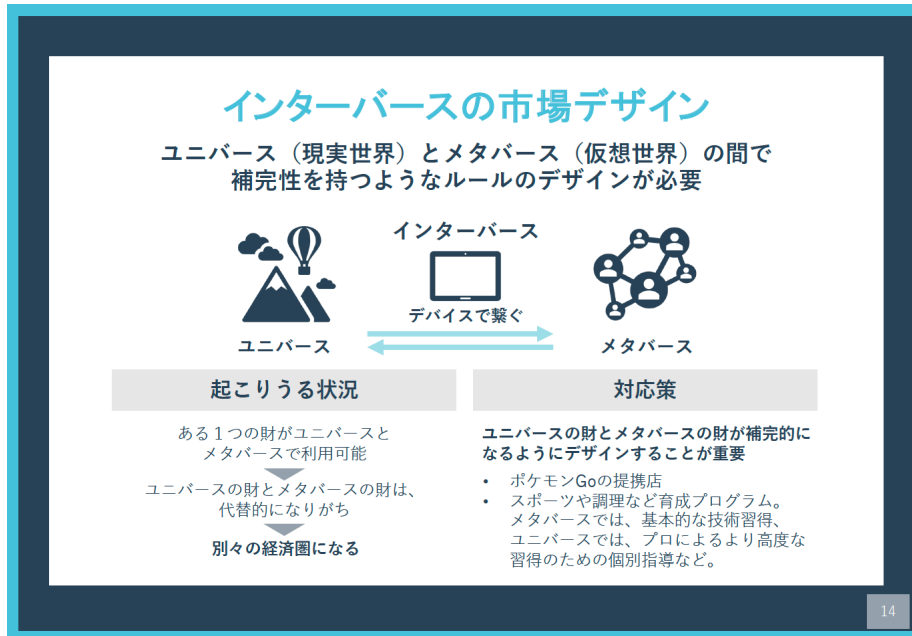 インターバースの市場デザイン
ユニバース（現実世界）とメタバース（仮想世界）の間で
補完性を持つようなルールのデザインが必要
インターバース
デバイスで繋ぐ
ユニバース
メタバース
起こりうる状況
ある１つの財がユニバースと
メタバースで利用可能
ユニバースの財とメタバースの財は、
代替的になりがち
別々の経済圏になる
対応策
ユニバースの財とメタバースの財が補完的に
なるようにデザインすることが重要
• ポケモンGoの提携店
• スポーツや調理など育成プログラム。
メタバースでは、基本的な技術習得、
ユニバースでは、プロによるより高度な
習得のための個別指導など。
14